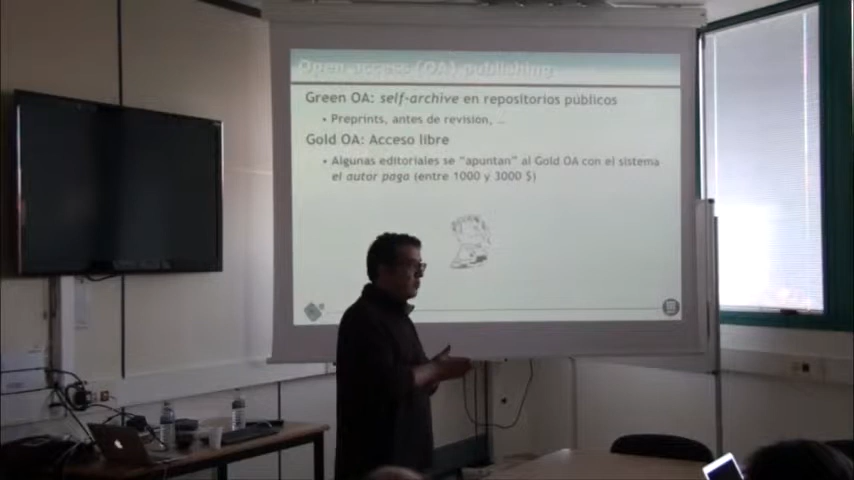 Open access (OA) publishing
Green OA: self-archive en repositorios públicos
• Preprints, antes de revisión, ...
Gold OA: Acceso libre
• Algunas editoriales se "apuntan" al Gold OA con el sistema
el autor paga (entre 1000 y 3000 $)